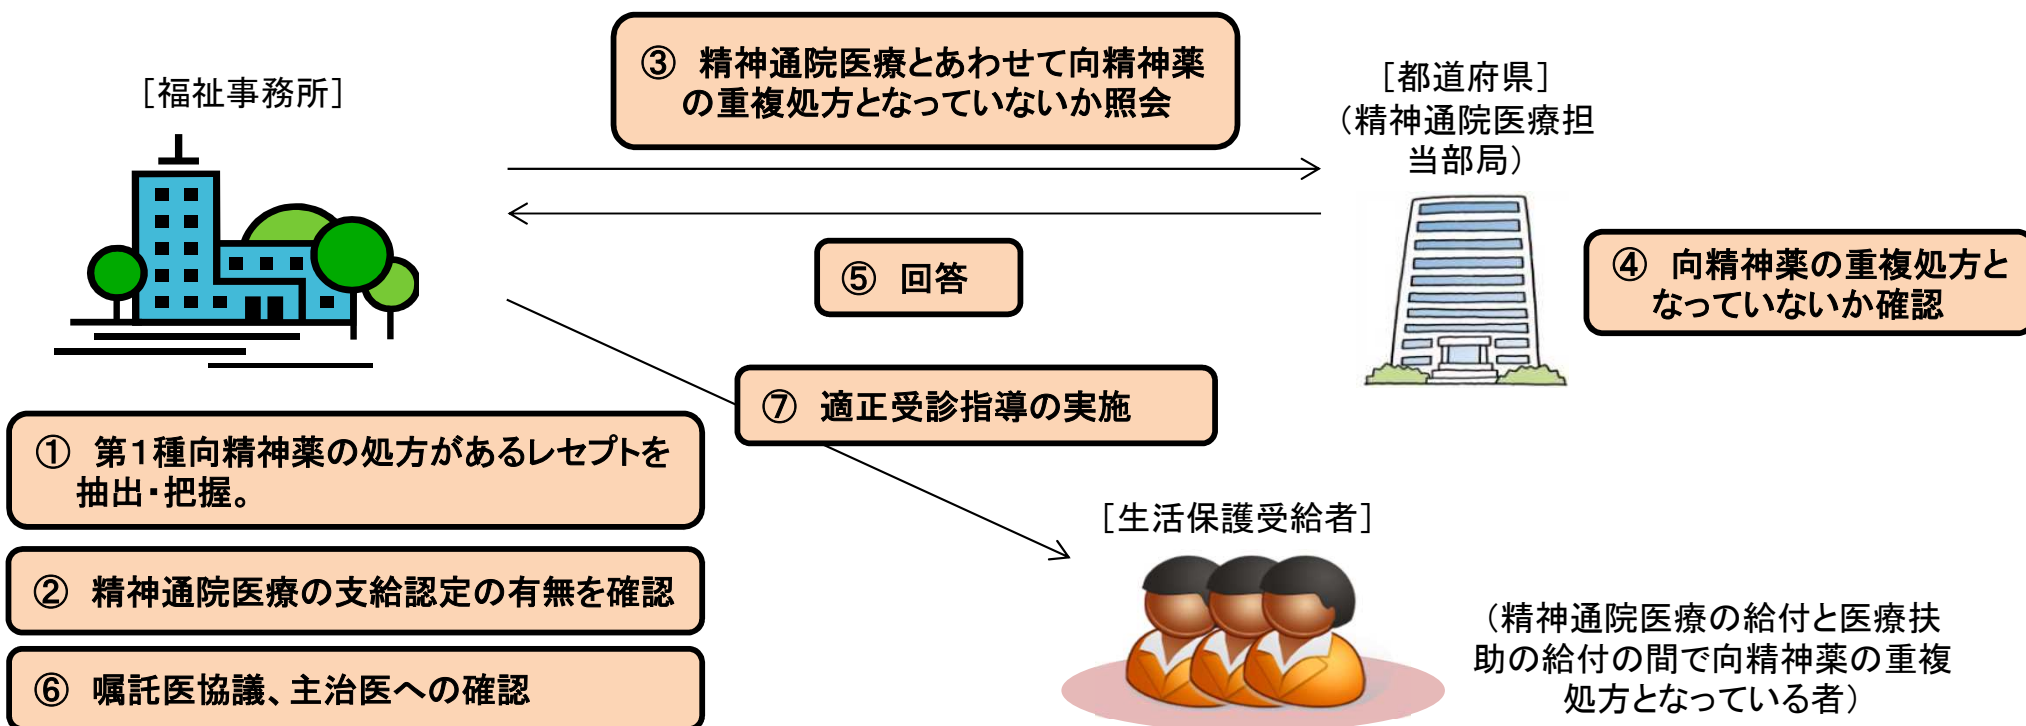 ［福祉事務所］
③　精神通院医療とあわせて向精神薬
の重複処方となっていないか照会
［都道府県］
（精神通院医療担
当部局）
⑤　回答
④　向精神薬の重複処方と
なっていないか確認
⑦　適正受診指導の実施
①　第１種向精神薬の処方があるレセプトを
抽出・把握。
②　精神通院医療の支給認定の有無を確認
⑥　嘱託医協議、主治医への確認
［生活保護受給者］
（精神通院医療の給付と医療扶
助の給付の間で向精神薬の重複
処方となっている者）